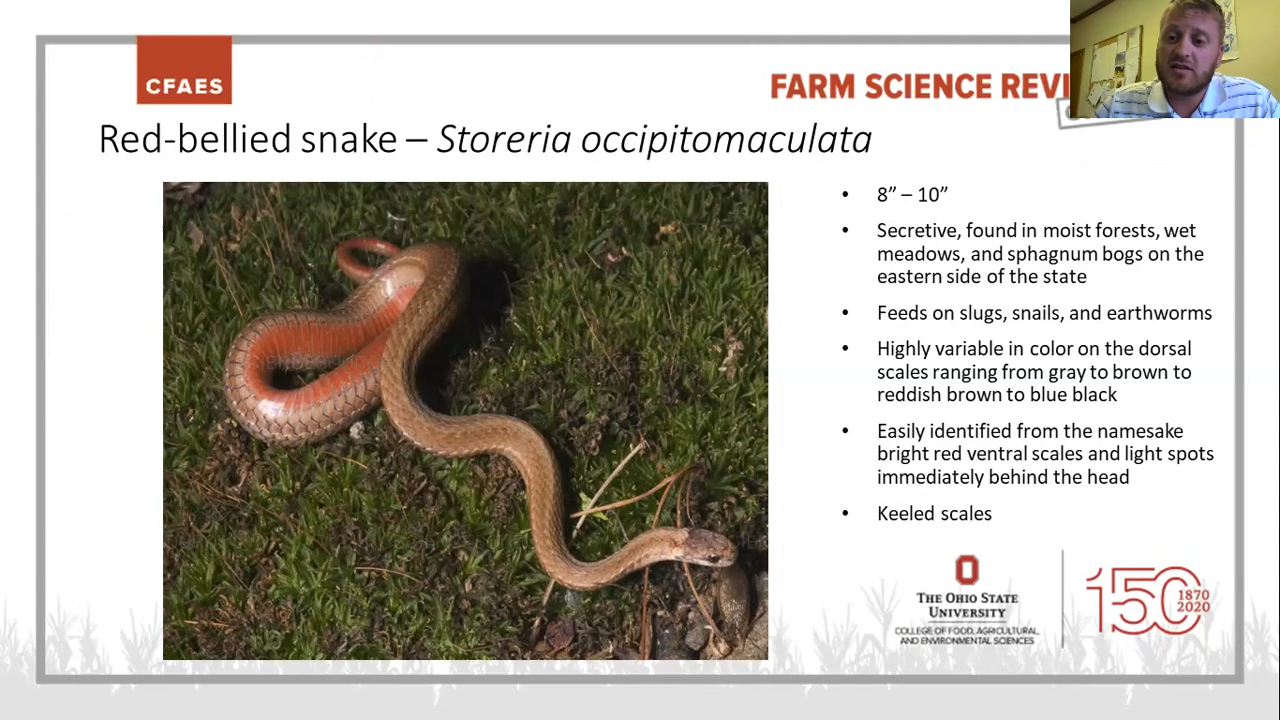 CFAES
FARM SCIENCE
Red-bellied snake – Storeria occipitomaculata
• 8” – 10”
• Secretive, found in moist forests, wet
meadows, and sphagnum bogs on the
eastern side of the state
• Feeds on slugs, snails, and earthworms
• Highly variable in color on the dorsal
scales ranging from gray to brown to
reddish brown to blue black
• Easily identified from the namesake
bright red ventral scales and light spots
immediately behind the head
• Keeled scales
THE OHIO STATE
UNIVERSITY
COLLEGE OF FOOD, AGRICULTURAL,
AND ENVIRONMENTAL SCIENCES
150
1870
2020